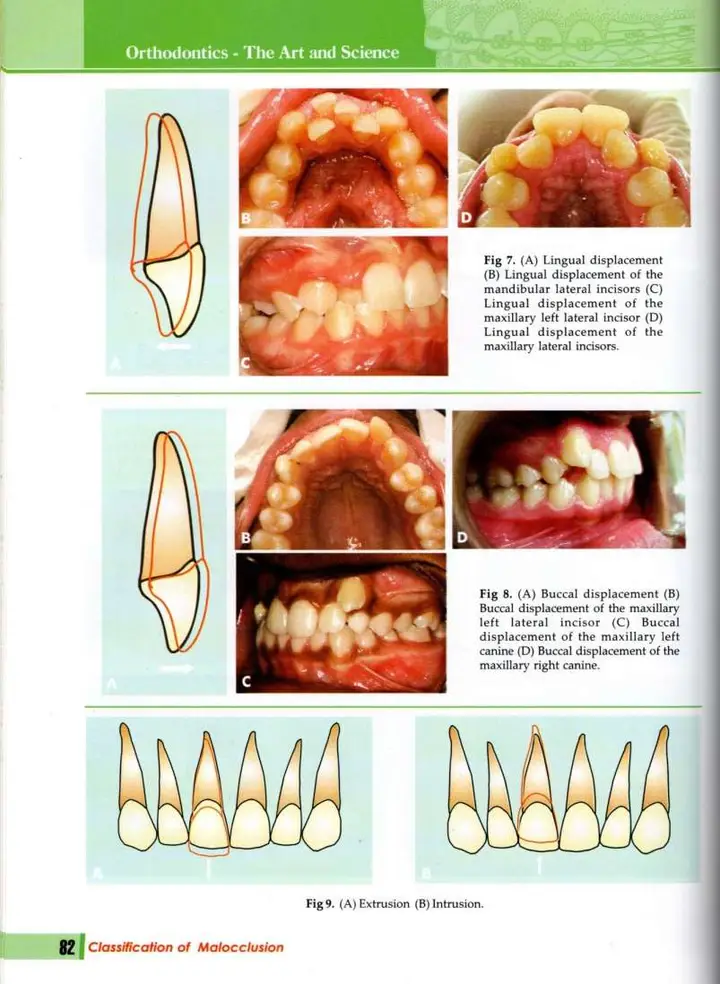 Orthodontics - The Art and Science
A
B
D
C
Fig 7. (A) Lingual displacement
(B) Lingual displacement of the
mandibular lateral incisors (C)
Lingual displacement of the
maxillary left lateral incisor (D)
Lingual displacement of the
maxillary lateral incisors.
A
B
D
C
Fig 8. (A) Buccal displacement (B)
Buccal displacement of the maxillary
left lateral incisor (C) Buccal
displacement of the maxillary left
canine (D) Buccal displacement of the
maxillary right canine.
A
B
Fig 9. (A) Extrusion (B) Intrusion.
82 Classification of Malocclusion